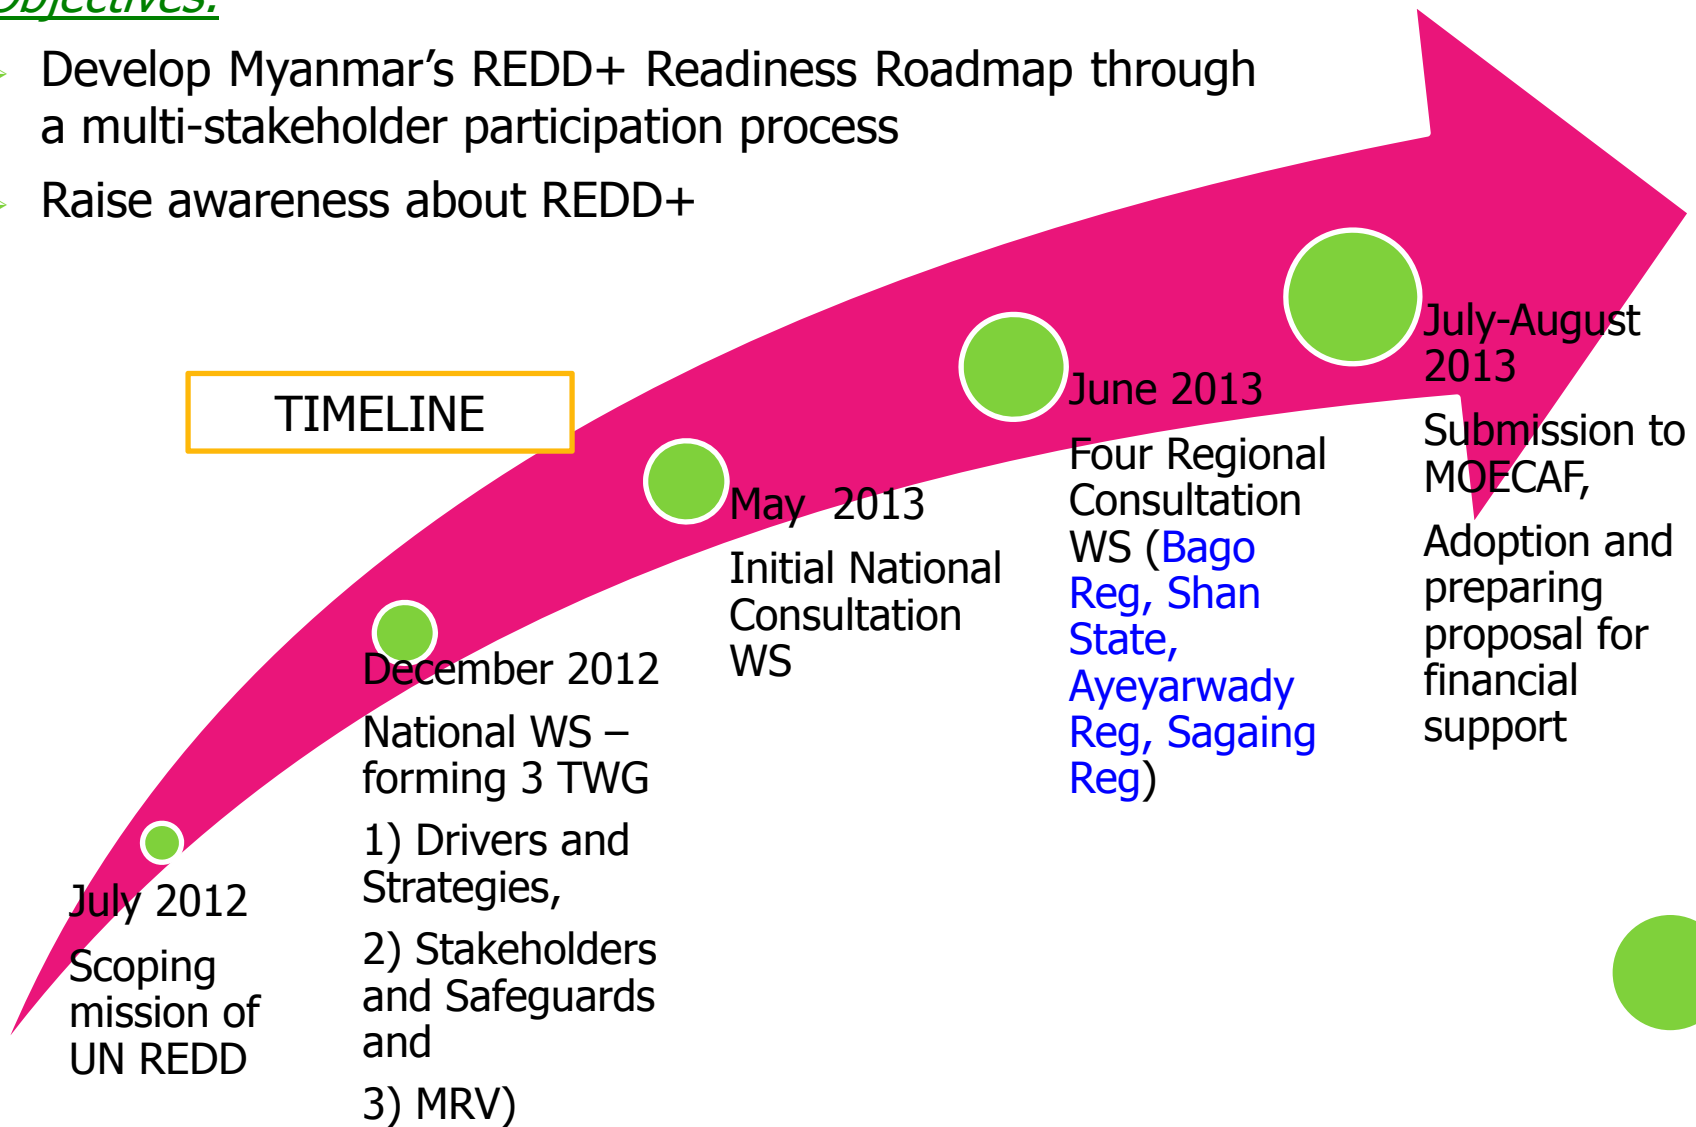 Objectives:
Develop Myanmar’s REDD+ Readiness Roadmap through
a multi-stakeholder participation process
Raise awareness about REDD+
TIMELINE
July 2012
Scoping
mission of
UN REDD
December 2012
National WS –
forming 3 TWG
1) Drivers and
Strategies,
2) Stakeholders
and Safeguards
and
3) MRV)
May  2013
Initial National
Consultation
WS
June 2013
Four Regional
Consultation
WS (Bago
Reg, Shan
State,
Ayeyarwady
Reg, Sagaing
Reg)
July-August
2013
Submission to
MOECAF,
Adoption and
preparing
proposal for
financial
support